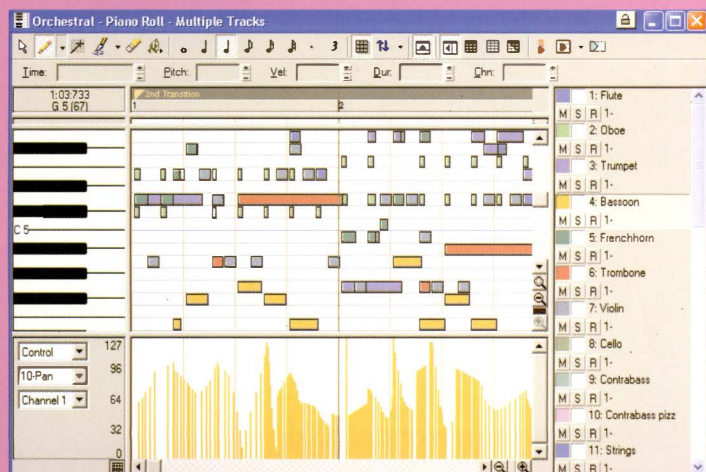 Orchestral - Piano Roll - Multiple Tracks
3
Time: Pitch: Vel: Dur: Chn:
1:03:733
G 5 (67)
2nd Transition
1 2
C 5
Control
10-Pan
Channel 1
127
96
64
32
0
1: Flute
M S R 1-
2: Oboe
M S R 1-
3: Trumpet
M S R 1-
4: Bassoon
M S R 1-
5: Frenchhorn
M S R 1-
6: Trombone
M S R 1-
7: Violin
M S R 1-
8: Cello
M S R 1-
9: Contrabass
M S R 1-
10: Contrabass pizz
M S R 1-
11: Strings
M S R 1-